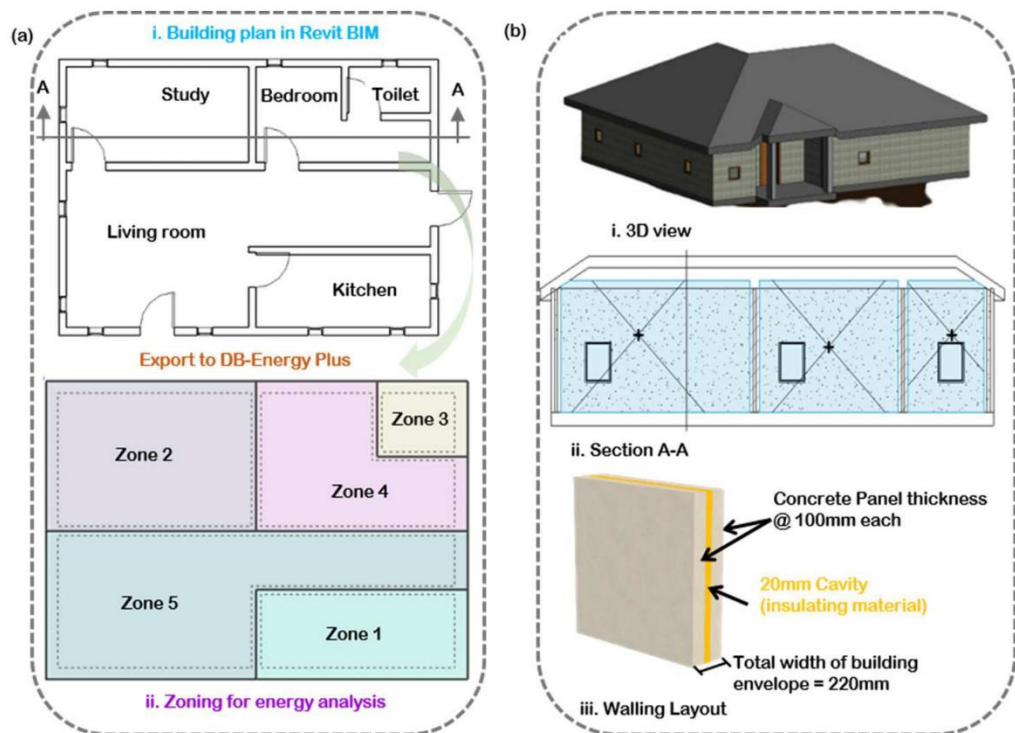 (a)
i. Building plan in Revit BIM
A
Study
Bedroom
Toilet
A
Living room
Kitchen
Export to DB-Energy Plus
Zone 2
Zone 3
Zone 4
Zone 5
Zone 1
ii. Zoning for energy analysis
(b)
i. 3D view
ii. Section A-A
Concrete Panel thickness
@ 100mm each
20mm Cavity
(insulating material)
Total width of building
envelope = 220mm
iii. Walling Layout